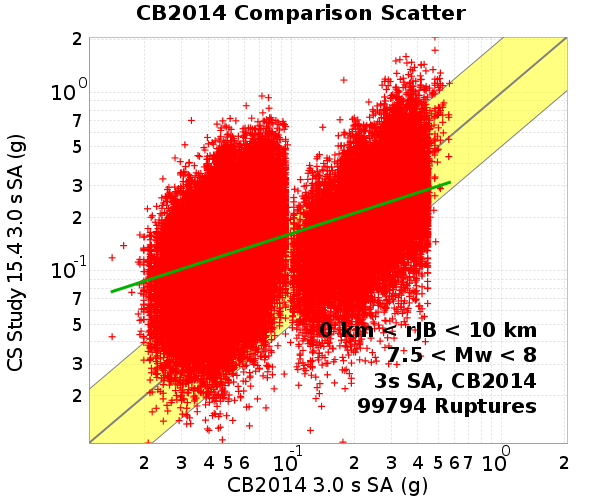 CB2014 Comparison Scatter
CS Study 15.4 3.0 s SA (g)
2
10^0
7
5
3
2
10^-1
7
5
3
2
0 km < rJB < 10 km
7.5 < Mw < 8
3s SA, CB2014
99794 Ruptures
2 3 4 5 6 10^-1 2 3 4 5 6 7 10^0 2
CB2014 3.0 s SA (g)